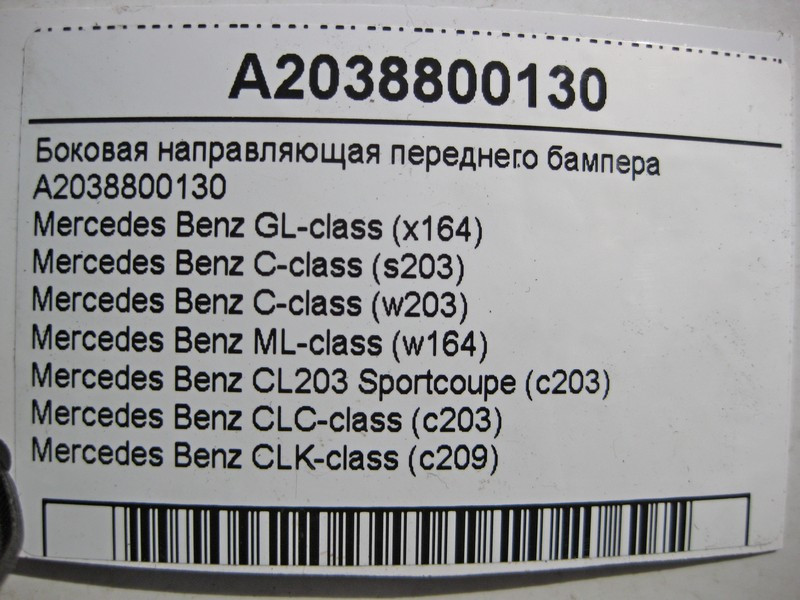 A2038800130
Боковая направляющая переднего бампера
A2038800130
Mercedes Benz GL-class (x164)
Mercedes Benz C-class (s203)
Mercedes Benz C-class (w203)
Mercedes Benz ML-class (w164)
Mercedes Benz CL203 Sportcoupe (c203)
Mercedes Benz CLC-class (c203)
Mercedes Benz CLK-class (c209)